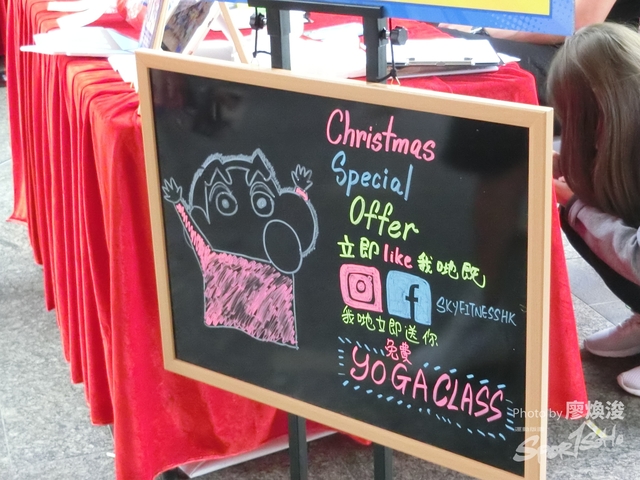 Christmas
Special
Offer
立即like我哋既
f SKYFITNESSHK
我哋立即送你
免費
YOGA CLASS
Photo by 廖煥浚